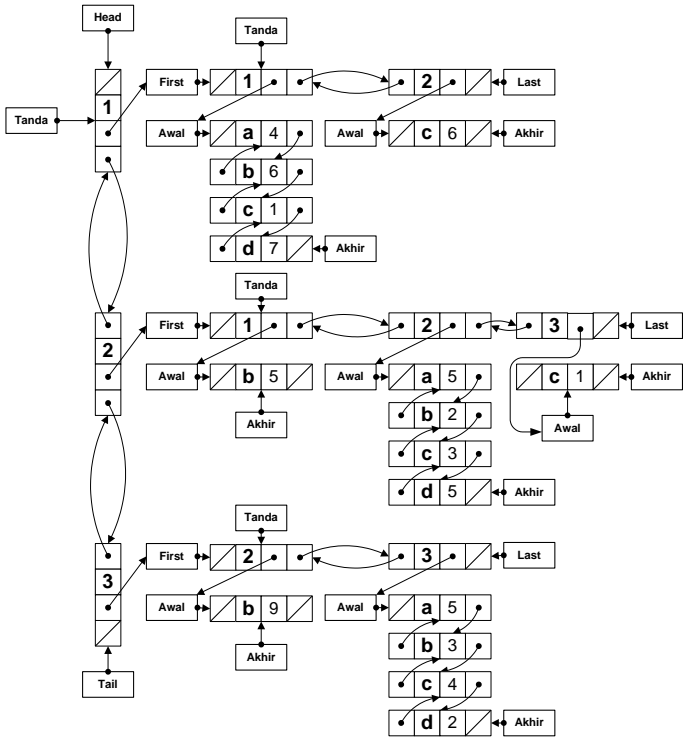 Head
Tanda
First 1 2 Last
1
Tanda
Awal a 4 Awal c 6 Akhir
b 6
c 1
d 7 Akhir
Tanda
First 1 2 3 Last
2
Awal b 5 Awal a 5 c 1 Akhir
Akhir b 2 Awal
c 3
d 5 Akhir
Tanda
First 2 3 Last
3
Awal b 9 Awal a 5
Akhir b 3
Tail c 4
d 2 Akhir